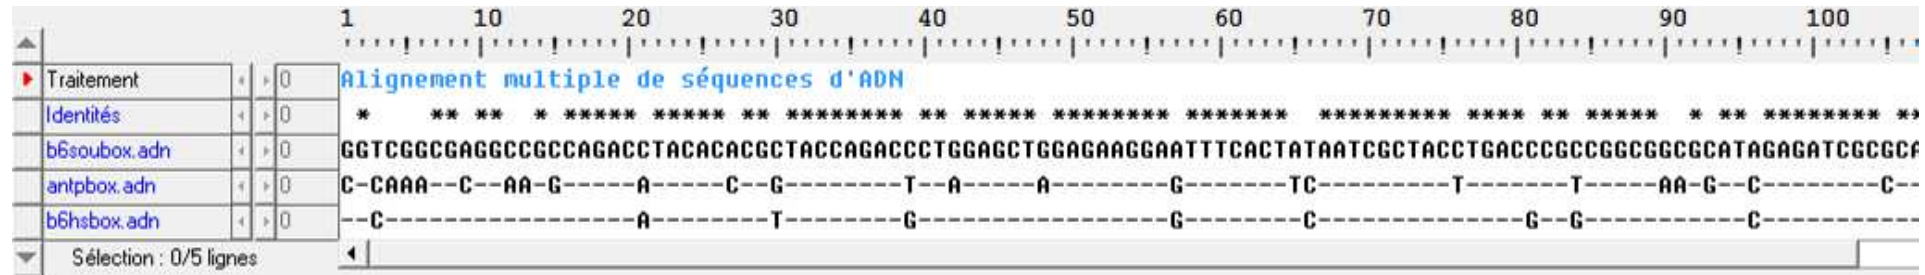 1 10 20 30 40 50 60 70 80 90 100
Traitement 0 Alignement multiple de séquences d'ADN
Identités 0 * ** ** * ***** ***** ** ******** ** ***** ******** ******* ********* **** ** ***** * ** ******** **
b6soubox.adn 0 GGTCGGCGAGGCCGCCAGACCTACACACGCTACCAGACCCTGGAGCTGGAGAAGGAATTTCACTATAATCGCTACCTGACCCGCCGGCGGCGCATAGAGATCGCGCA
antpbox.adn 0 C-CAAA--C--AA-G-----A-----C--G--------T--A-----A--------G-------TC---------T-------T-----AA-G--C--------C--
b6hsbox.adn 0 --C-----------------A--------T--------G-----------------G--------C--------------G--G-----------C-----------
Sélection : 0/5 lignes